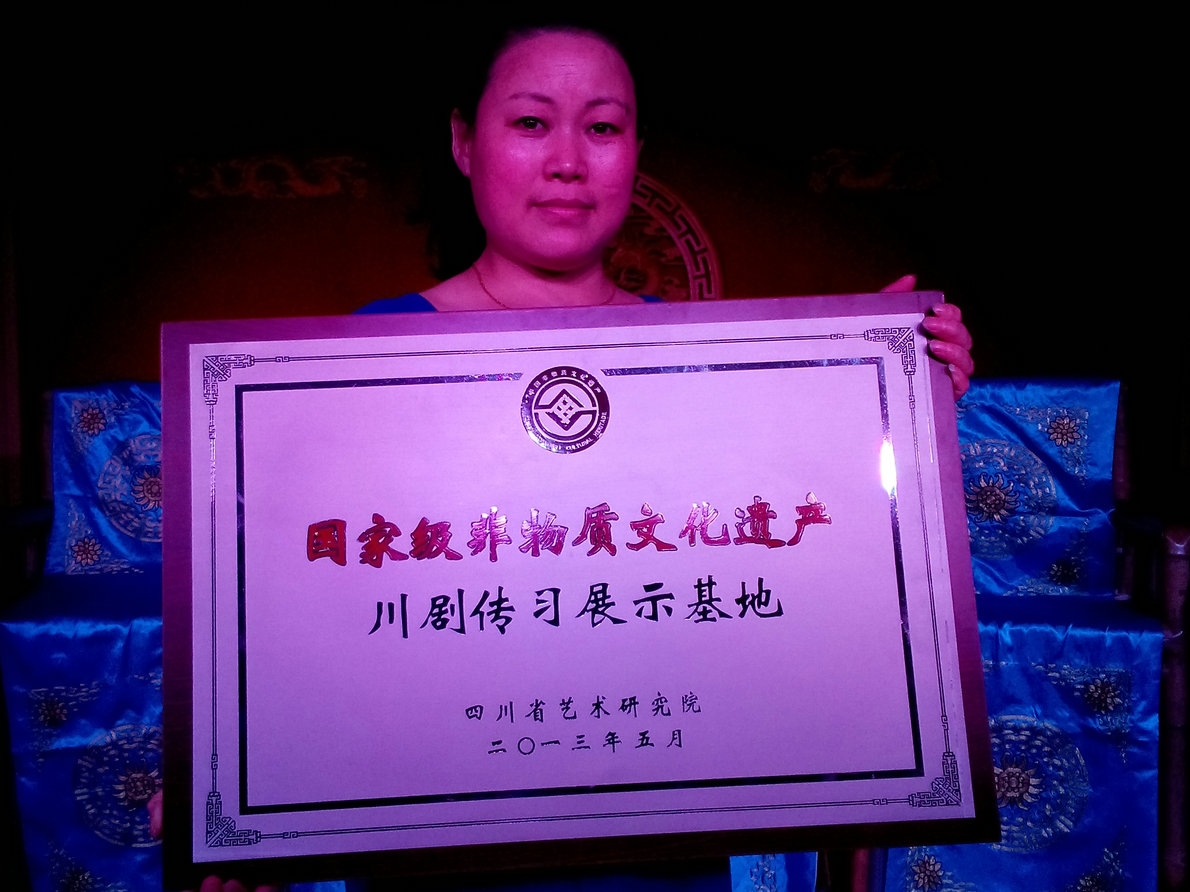 国家级非物质文化遗产
川剧传习展示基地
四川省艺术研究院
二〇一三年五月